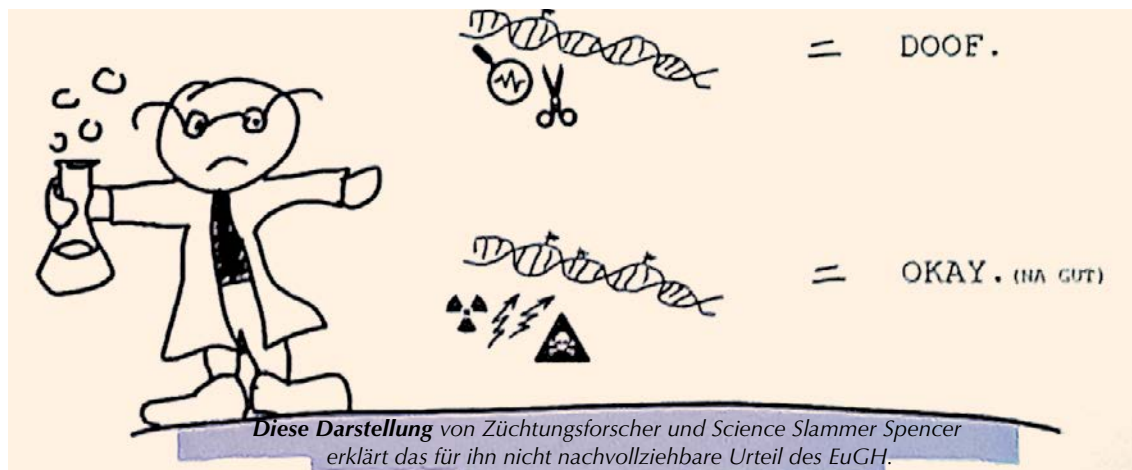 = DOOF.
= OKAY. (NA GUT)
Diese Darstellung von Züchtungsforscher und Science Slammer Spencer
erklärt das für ihn nicht nachvollziehbare Urteil des EuGH.